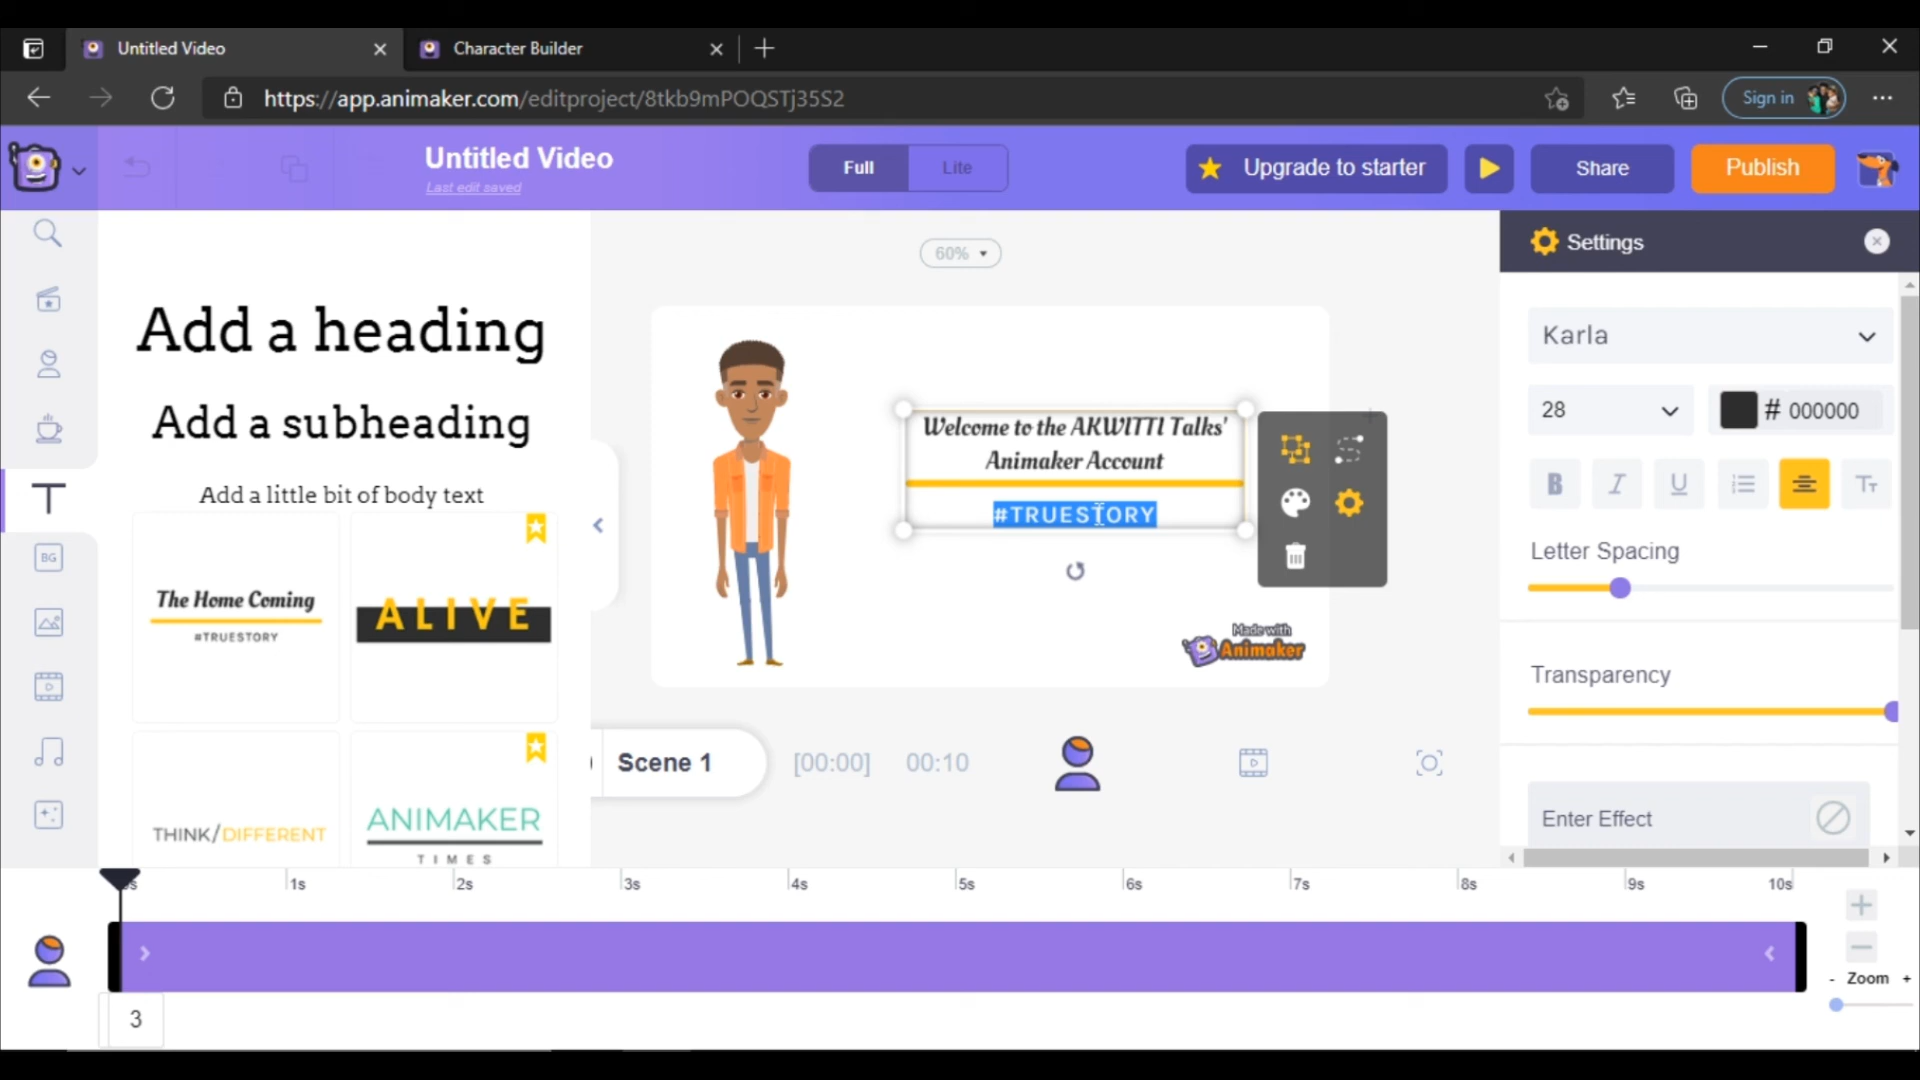 Untitled Video
Character Builder
https://app.animaker.com/editproject/8tkb9mPOQSTj35S2
Sign in
Untitled Video
Last edit saved
Full
Lite
Upgrade to starter
Share
Publish
60%
Settings
Add a heading
Add a subheading
Add a little bit of body text
The Home Coming
#TRUESTORY
ALIVE
THINK/DIFFERENT
ANIMAKER
TIMES
BG
Welcome to the AKWITTI Talks'
Animaker Account
#TRUESTORY
Made with
Animaker
Karla
28
# 000000
B I U
Letter Spacing
Transparency
Enter Effect
Scene 1
[00:00]
00:10
1s 2s 3s 4s 5s 6s 7s 8s 9s 10s
- Zoom +
3